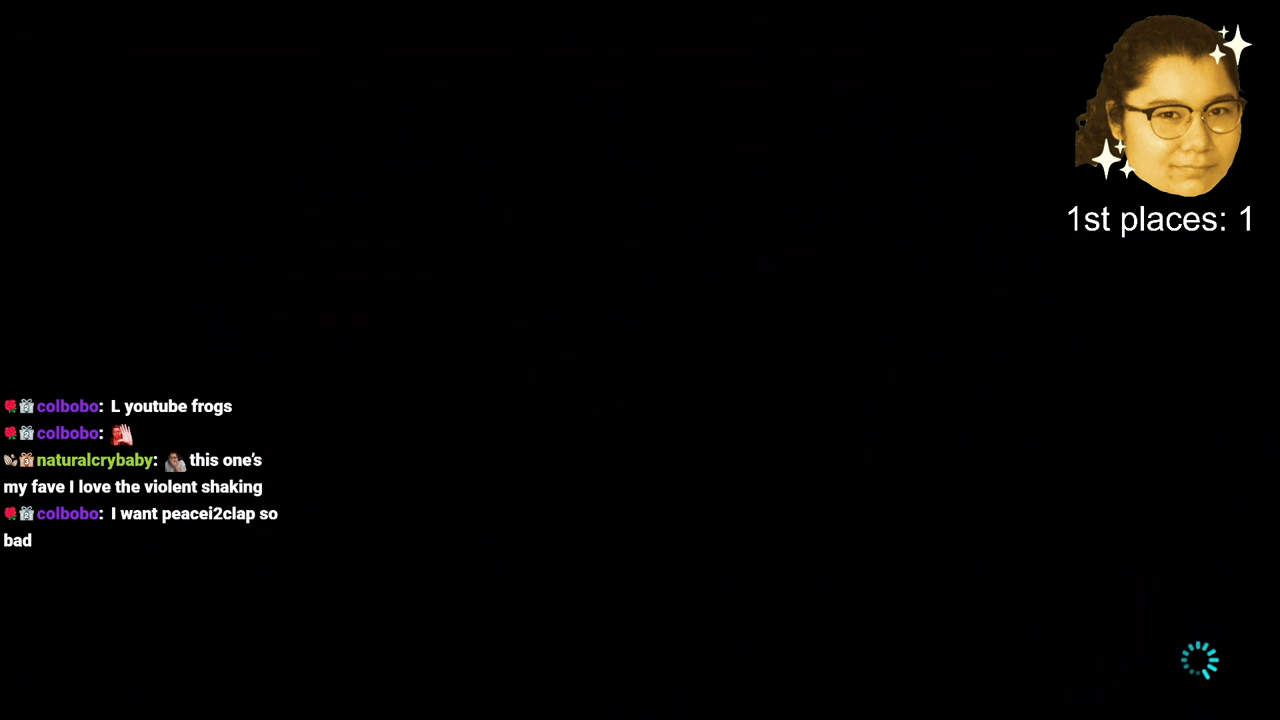 1st places: 1
colbobo: L youtube frogs
colbobo:
naturalcrybaby: this one's
my fave I love the violent shaking
colbobo: I want peacei2clap so
bad